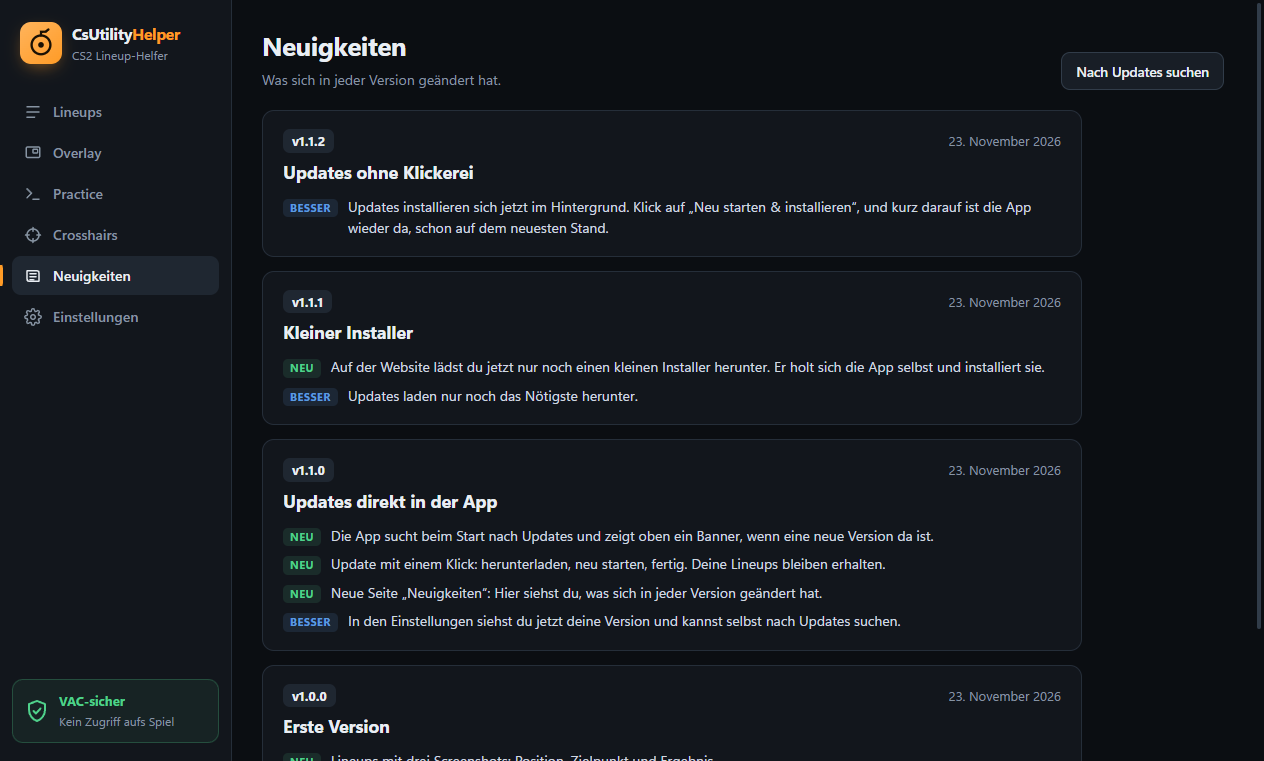 CsUtilityHelper
CS2 Lineup-Helfer
Lineups
Overlay
Practice
Crosshairs
Neuigkeiten
Einstellungen
VAC-sicher
Kein Zugriff aufs Spiel
Neuigkeiten
Was sich in jeder Version geändert hat.
Nach Updates suchen
v1.1.2
23. November 2026
Updates ohne Klickerei
BESSER Updates installieren sich jetzt im Hintergrund. Klick auf „Neu starten & installieren“, und kurz darauf ist die App
wieder da, schon auf dem neuesten Stand.
v1.1.1
23. November 2026
Kleiner Installer
NEU Auf der Website lädst du jetzt nur noch einen kleinen Installer herunter. Er holt sich die App selbst und installiert sie.
BESSER Updates laden nur noch das Nötigste herunter.
v1.1.0
23. November 2026
Updates direkt in der App
NEU Die App sucht beim Start nach Updates und zeigt oben ein Banner, wenn eine neue Version da ist.
NEU Update mit einem Klick: herunterladen, neu starten, fertig. Deine Lineups bleiben erhalten.
NEU Neue Seite „Neuigkeiten“: Hier siehst du, was sich in jeder Version geändert hat.
BESSER In den Einstellungen siehst du jetzt deine Version und kannst selbst nach Updates suchen.
v1.0.0
23. November 2026
Erste Version
NEU Lineups mit drei Screenshots: Position, Zielpunkt und Ergebnis.